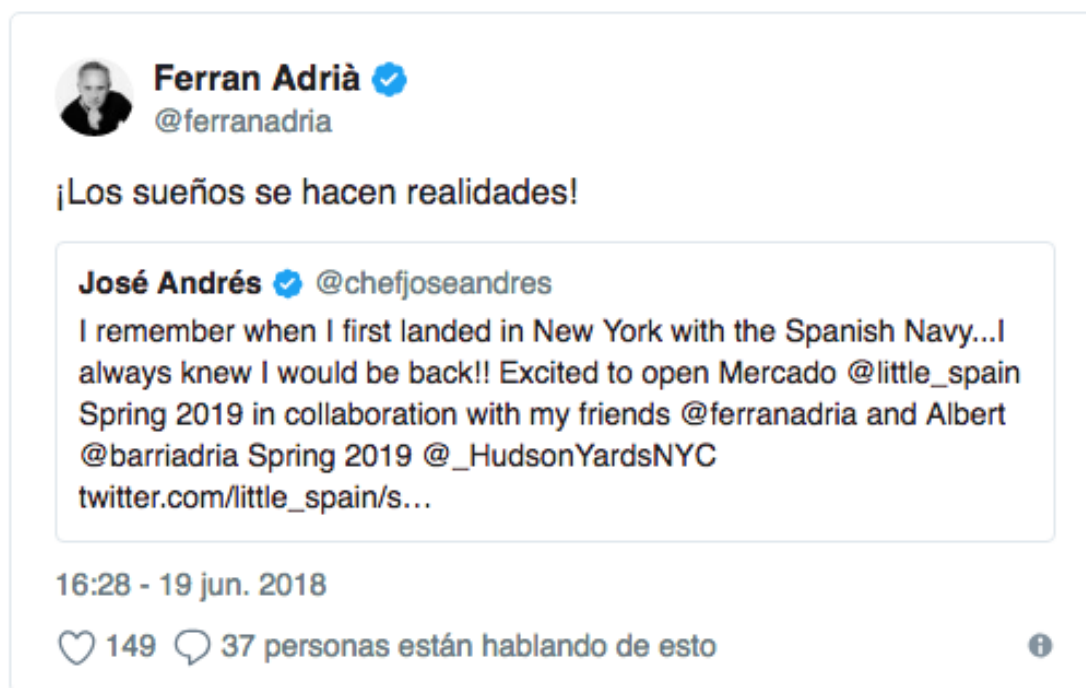 Ferran Adrià
@ferranadria
¡Los sueños se hacen realidades!
José Andrés @chefjoseandres
I remember when I first landed in New York with the Spanish Navy...I
always knew I would be back!! Excited to open Mercado @little_spain
Spring 2019 in collaboration with my friends @ferranadria and Albert
@barriadria Spring 2019 @_HudsonYardsNYC
twitter.com/little_spain/s…
16:28 - 19 jun. 2018
149 37 personas están hablando de esto